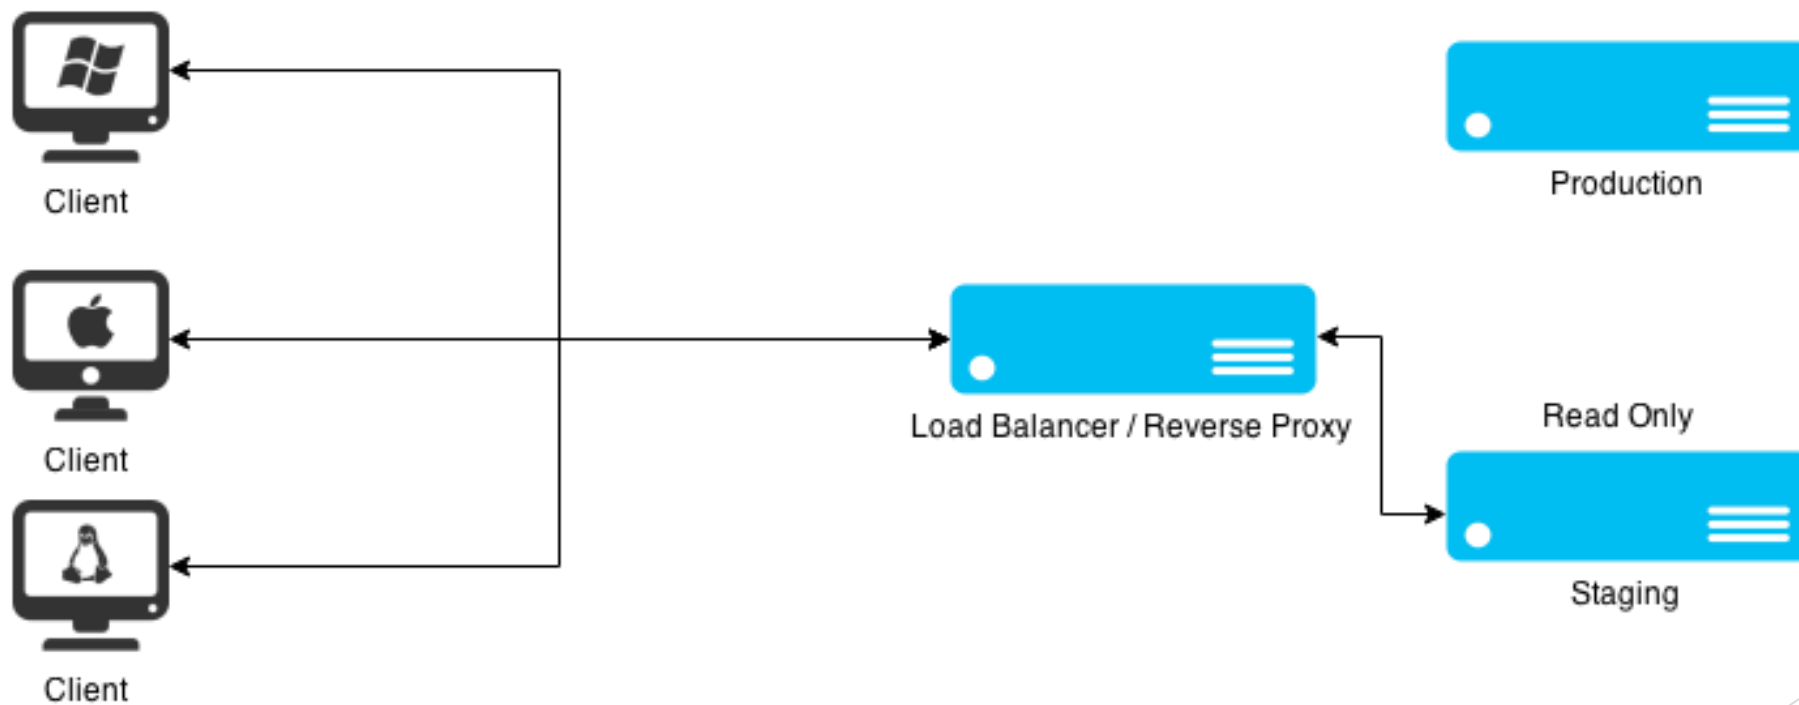 Client
Production
Load Balancer / Reverse Proxy
Read Only
Client
Staging
Client